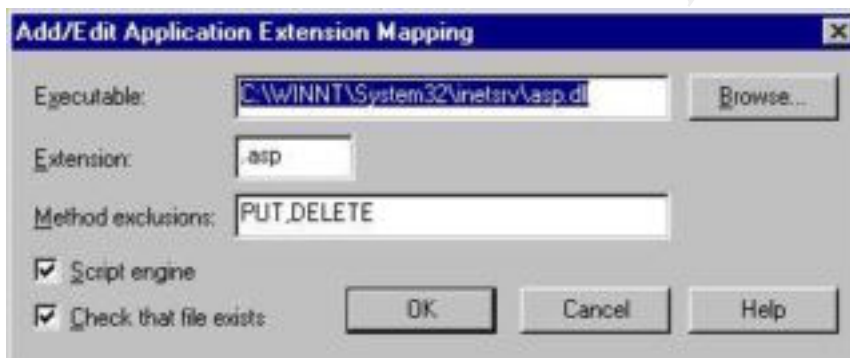 Add/Edit Application Extension Mapping
Executable: C:\WINNT\System32\inetsrv\asp.dl Browse...
Extension: .asp
Method exclusions: PUT,DELETE
Script engine
Check that file exists
OK Cancel Help